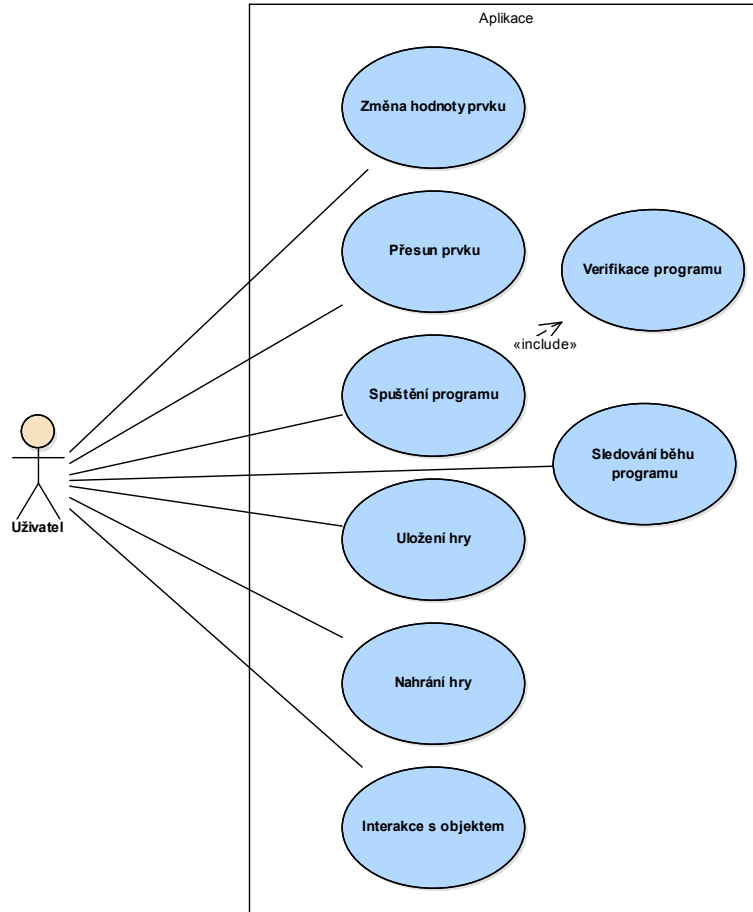 Aplikace
Změna hodnoty prvku
Přesun prvku
Verifikace programu
«include»
Spuštění programu
Sledování běhu
programu
Uživatel
Uložení hry
Nahrání hry
Interakce s objektem